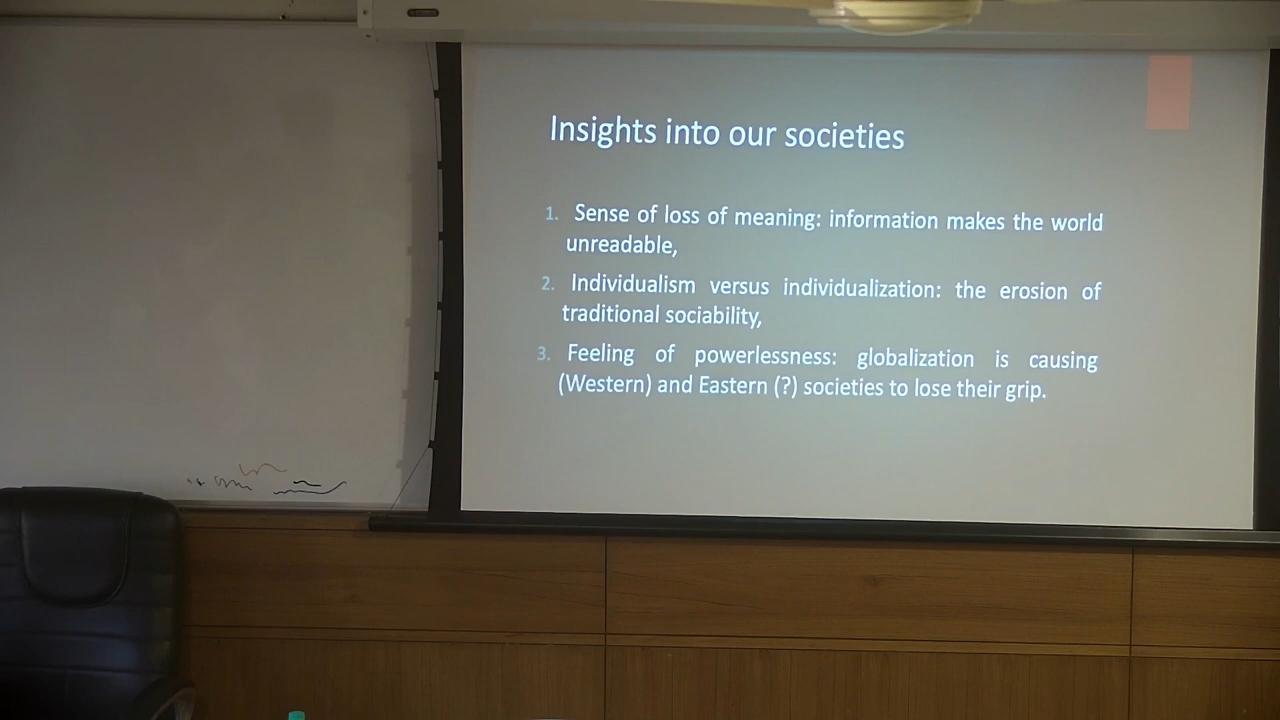 Insights into our societies
1. Sense of loss of meaning: information makes the world
unreadable,
2. Individualism versus individualization: the erosion of
traditional sociability,
3. Feeling of powerlessness: globalization is causing
(Western) and Eastern (?) societies to lose their grip.